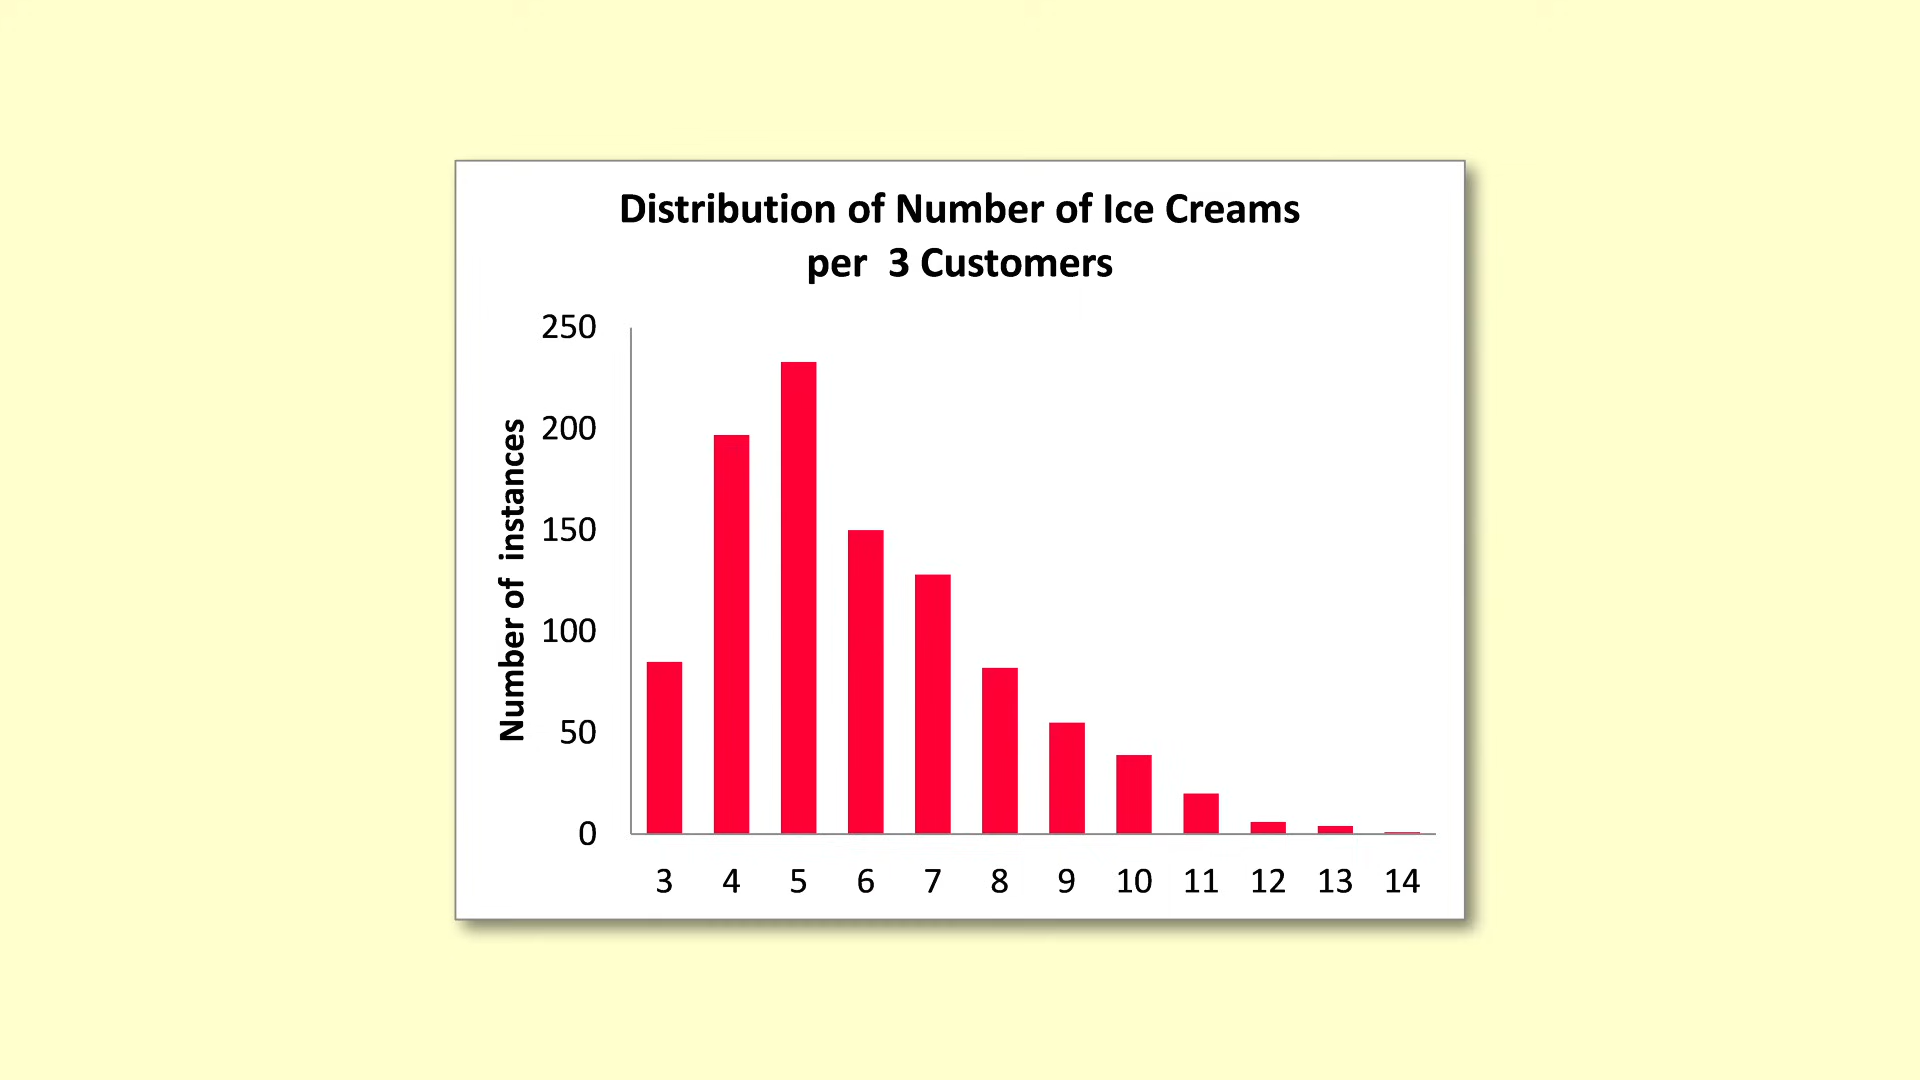 Distribution of Number of Ice Creams
per  3 Customers
250
200
150
100
50
0
Number of  instances
3 4 5 6 7 8 9 10 11 12 13 14